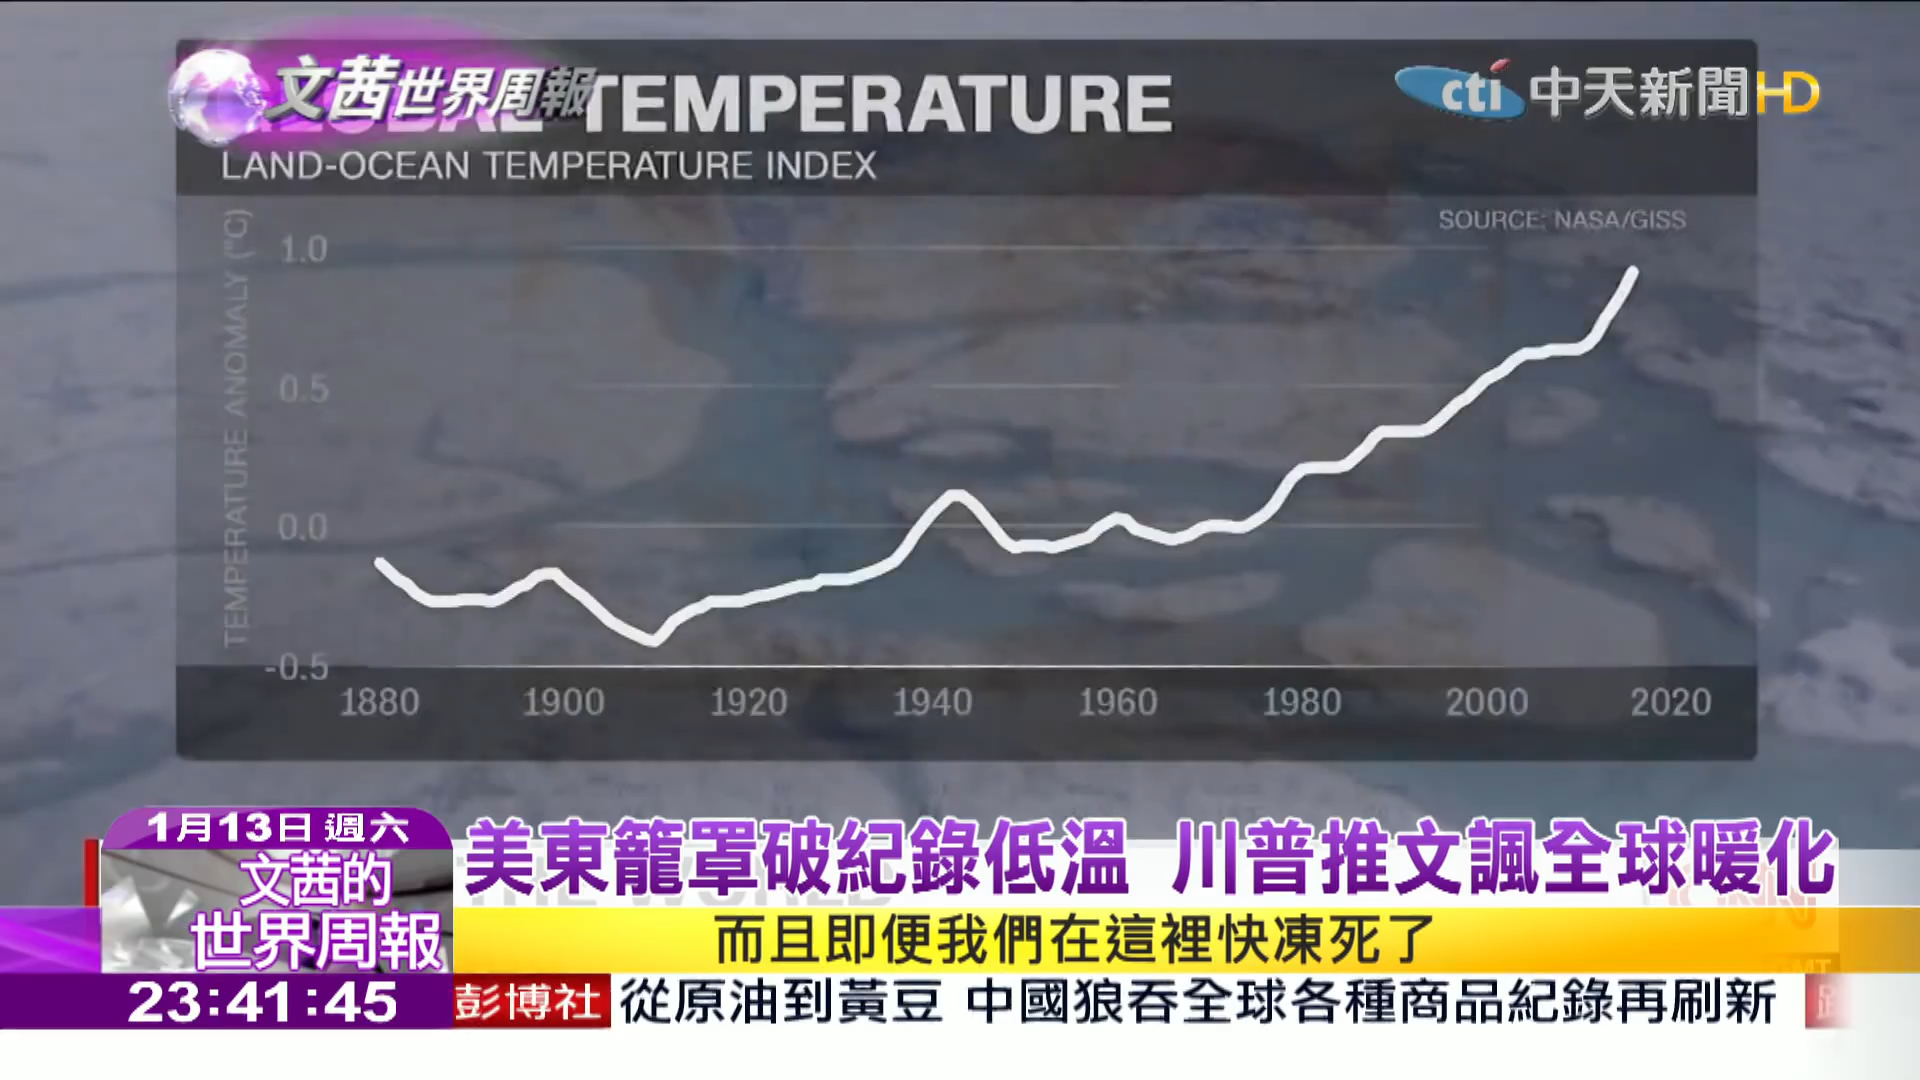 文茜世界周報
TEMPERATURE
cti 中天新聞HD
LAND-OCEAN TEMPERATURE INDEX
SOURCE: NASA/GISS
TEMPERATURE ANOMALY (°C)
1.0
0.5
0.0
-0.5
1880 1900 1920 1940 1960 1980 2000 2020
1月13日 週六
文茜的
世界周報
美東籠罩破紀錄低溫 川普推文諷全球暖化
而且即便我們在這裡快凍死了
23:41:45
彭博社 從原油到黃豆 中國狼吞全球各種商品紀錄再刷新